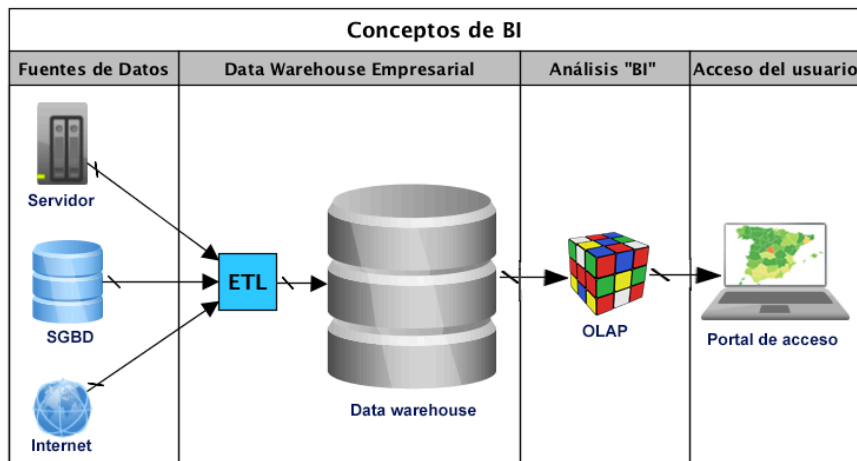 Conceptos de BI
Fuentes de Datos
Data Warehouse Empresarial
Análisis "BI"
Acceso del usuario
Servidor
SGBD
Internet
ETL
Data warehouse
OLAP
Portal de acceso